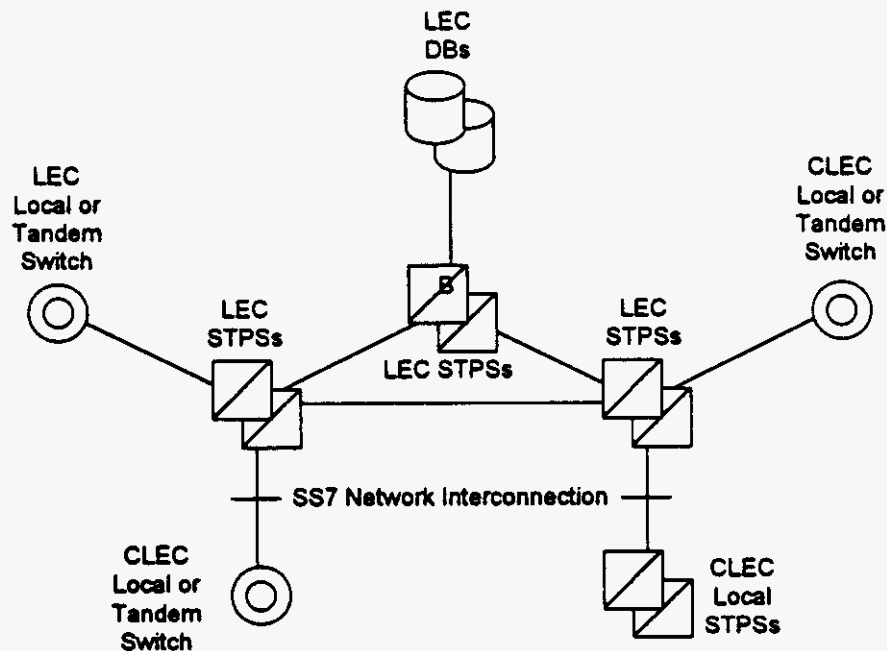 LEC
DBs
LEC
Local or
Tandem
Switch
CLEC
Local or
Tandem
Switch
B
LEC
STPSs
LEC STPSs
LEC
STPSs
SS7 Network Interconnection
CLEC
Local or
Tandem
Switch
CLEC
Local
STPSs